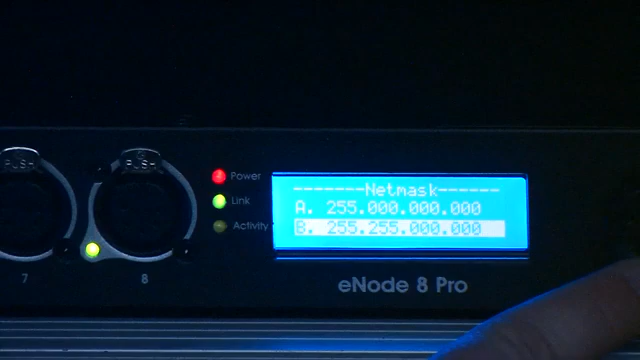 PUSH
PUSH
Power
Link
Activity
-------Netmask------
A. 255.000.000.000
B. 255.255.000.000
7
8
eNode 8 Pro